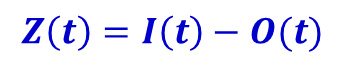 Z(t) = I(t) − O(t)